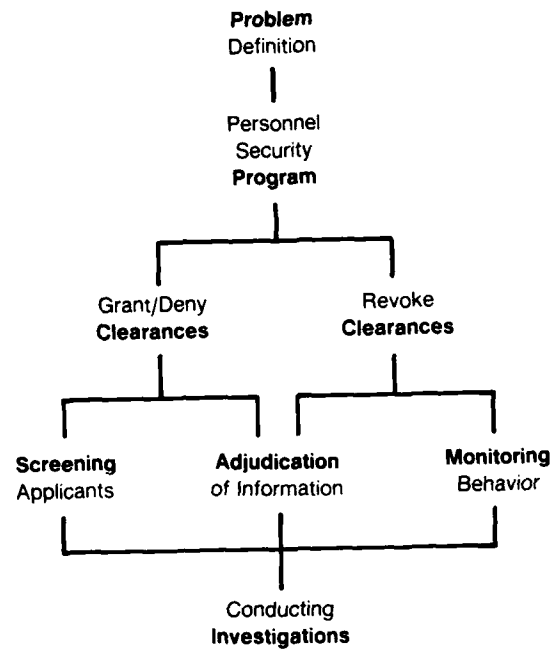 Problem
Definition
Personnel
Security
Program
Grant/Deny
Clearances
Revoke
Clearances
Screening
Applicants
Adjudication
of Information
Monitoring
Behavior
Conducting
Investigations